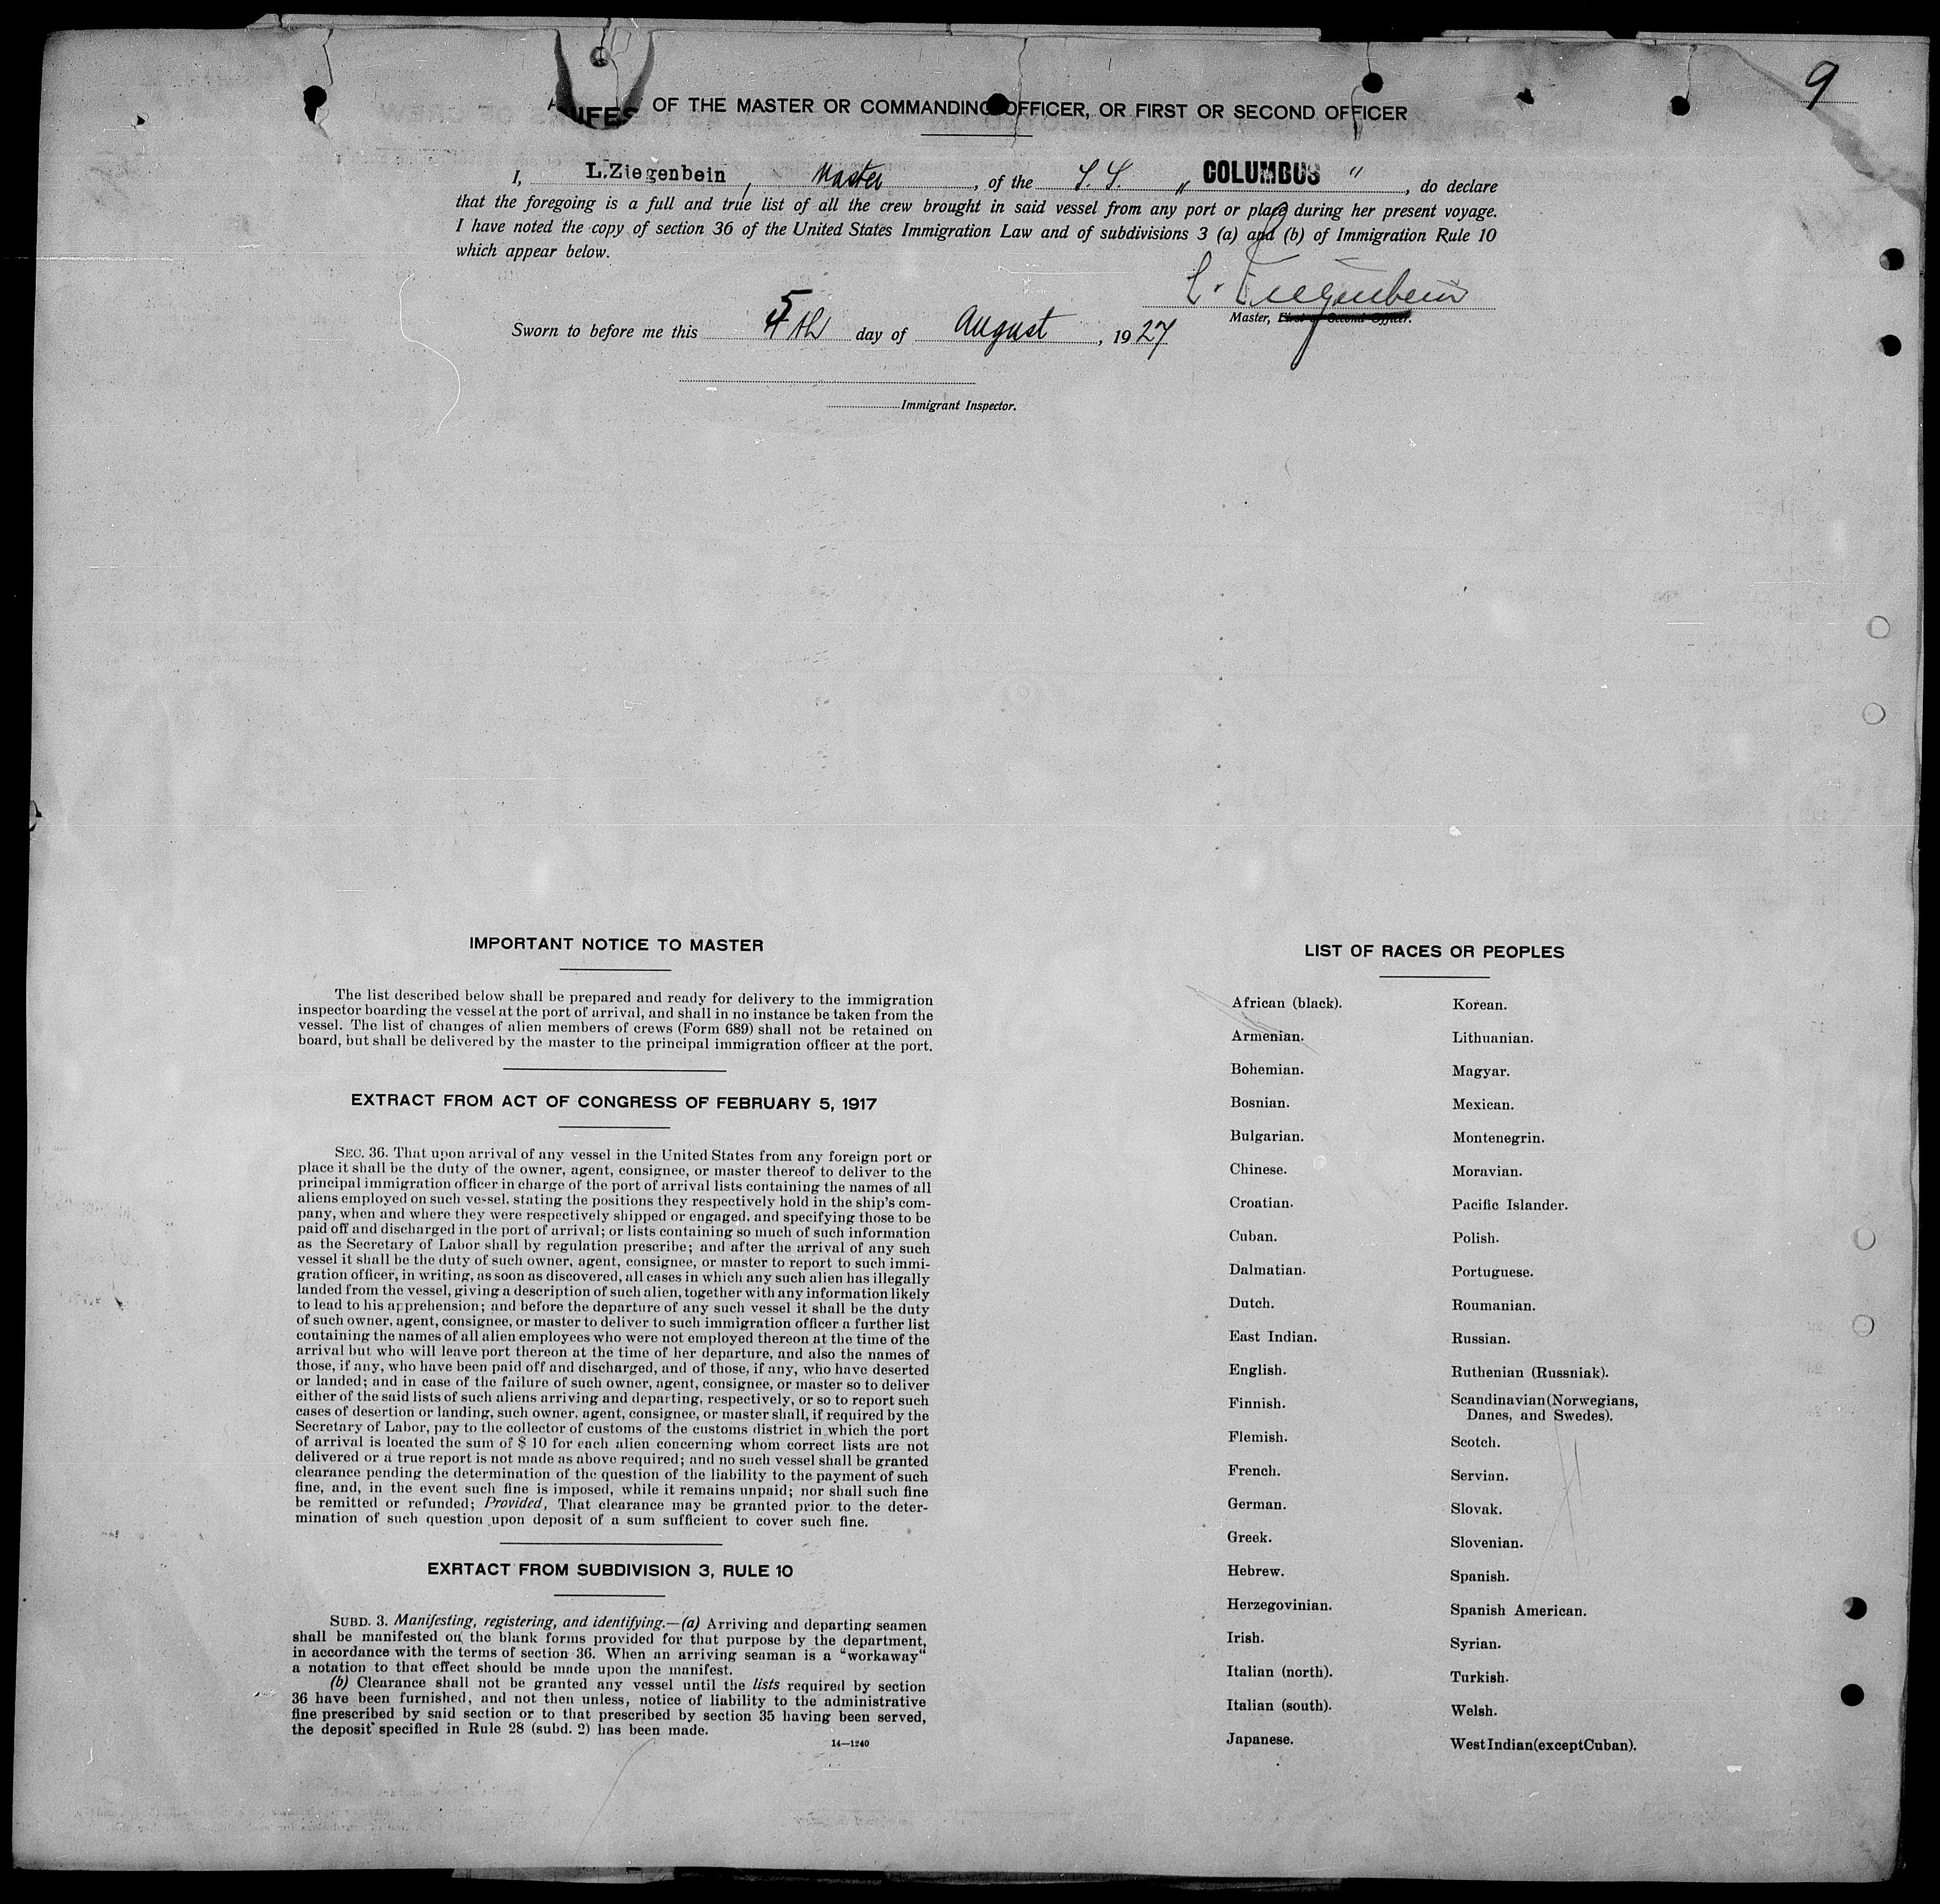 9
OF THE MASTER OR COMMANDING OFFICER, OR FIRST OR SECOND OFFICER
I, L.Ziegenbein, Master, of the S.S. „ COLUMBUS “, do declare
that the foregoing is a full and true list of all the crew brought in said vessel from any port or place during her present voyage.
I have noted the copy of section 36 of the United States Immigration Law and of subdivisions 3 (a) and (b) of Immigration Rule 10
which appear below.
L. Ziegenbein
Master, First or Second Officer.
Sworn to before me this 5th day of August, 1927
Immigrant Inspector.
IMPORTANT NOTICE TO MASTER
The list described below shall be prepared and ready for delivery to the immigration
inspector boarding the vessel at the port of arrival, and shall in no instance be taken from the
vessel. The list of changes of alien members of crews (Form 689) shall not be retained on
board, but shall be delivered by the master to the principal immigration officer at the port.
EXTRACT FROM ACT OF CONGRESS OF FEBRUARY 5, 1917
SEC. 36. That upon arrival of any vessel in the United States from any foreign port or
place it shall be the duty of the owner, agent, consignee, or master thereof to deliver to the
principal immigration officer in charge of the port of arrival lists containing the names of all
aliens employed on such vessel, stating the positions they respectively hold in the ship's com-
pany, when and where they were respectively shipped or engaged, and specifying those to be
paid off and discharged in the port of arrival; or lists containing so much of such information
as the Secretary of Labor shall by regulation prescribe; and after the arrival of any such
vessel it shall be the duty of such owner, agent, consignee, or master to report to such immi-
gration officer, in writing, as soon as discovered, all cases in which any such alien has illegally
landed from the vessel, giving a description of such alien, together with any information likely
to lead to his apprehension; and before the departure of any such vessel it shall be the duty
of such owner, agent, consignee, or master to deliver to such immigration officer a further list
containing the names of all alien employees who were not employed thereon at the time of the
arrival but who will leave port thereon at the time of her departure, and also the names of
those, if any, who have been paid off and discharged, and of those, if any, who have deserted
or landed; and in case of the failure of such owner, agent, consignee, or master so to deliver
either of the said lists of such aliens arriving and departing, respectively, or so to report such
cases of desertion or landing, such owner, agent, consignee, or master shall, if required by the
Secretary of Labor, pay to the collector of customs of the customs district in which the port
of arrival is located the sum of $ 10 for each alien concerning whom correct lists are not
delivered or a true report is not made as above required; and no such vessel shall be granted
clearance pending the determination of the question of the liability to the payment of such
fine, and, in the event such fine is imposed, while it remains unpaid; nor shall such fine
be remitted or refunded; Provided, That clearance may be granted prior to the deter-
mination of such question upon deposit of a sum sufficient to cover such fine.
EXRTACT FROM SUBDIVISION 3, RULE 10
SUBD. 3. Manifesting, registering, and identifying.—(a) Arriving and departing seamen
shall be manifested on the blank forms provided for that purpose by the department,
in accordance with the terms of section 36. When an arriving seaman is a “workaway“
a notation to that effect should be made upon the manifest.
(b) Clearance shall not be granted any vessel until the lists required by section
36 have been furnished, and not then unless, notice of liability to the administrative
fine prescribed by said section or to that prescribed by section 35 having been served,
the deposit specified in Rule 28 (subd. 2) has been made.
14—1240
LIST OF RACES OR PEOPLES
African (black).
Armenian.
Bohemian.
Bosnian.
Bulgarian.
Chinese.
Croatian.
Cuban.
Dalmatian.
Dutch.
East Indian.
English.
Finnish.
Flemish.
French.
German.
Greek.
Hebrew.
Herzegovinian.
Irish.
Italian (north).
Italian (south).
Japanese.
Korean.
Lithuanian.
Magyar.
Mexican.
Montenegrin.
Moravian.
Pacific Islander.
Polish.
Portuguese.
Roumanian.
Russian.
Ruthenian (Russniak).
Scandinavian (Norwegians,
Danes, and Swedes).
Scotch.
Servian.
Slovak.
Slovenian.
Spanish.
Spanish American.
Syrian.
Turkish.
Welsh.
West Indian (except Cuban).